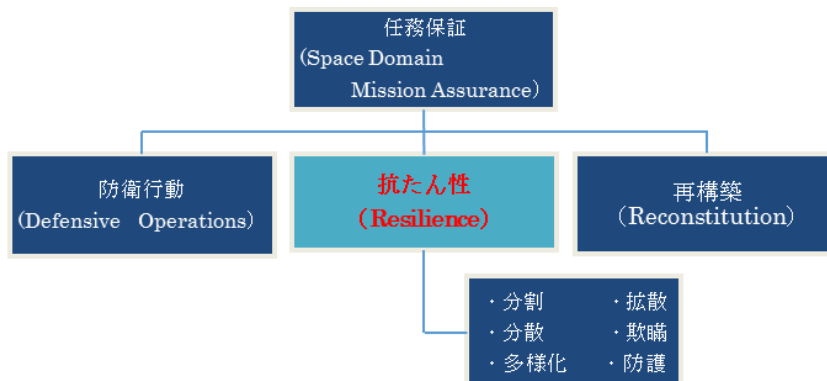 任務保証
(Space Domain
Mission Assurance)
防衛行動
(Defensive Operations)
抗たん性
(Resilience)
再構築
(Reconstitution)
・分割 ・拡散
・分散 ・欺瞞
・多様化 ・防護